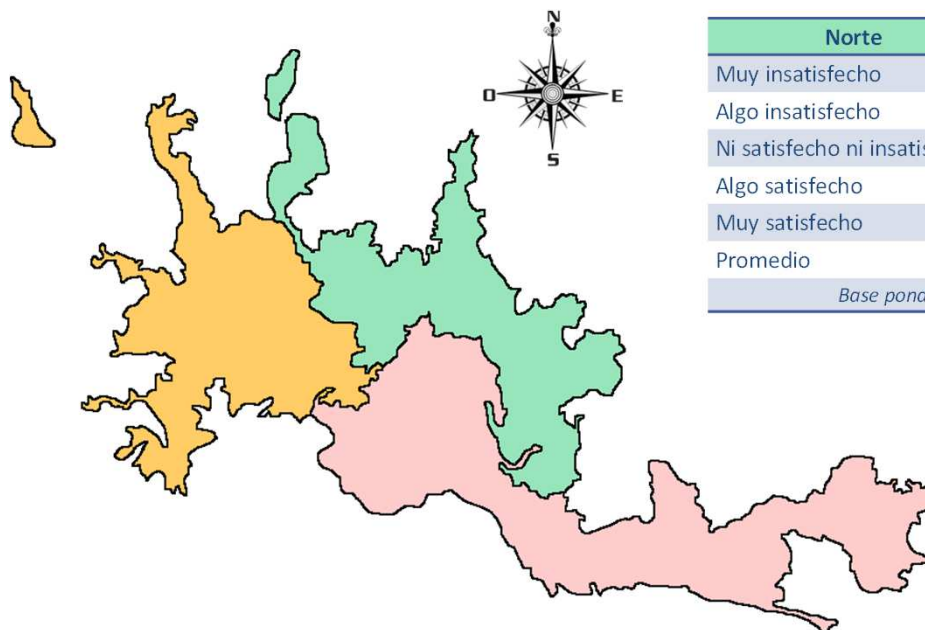 N
O
E
S
Norte
Muy insatisfecho
Algo insatisfecho
Ni satisfecho ni insatis
Algo satisfecho
Muy satisfecho
Promedio
Base pond